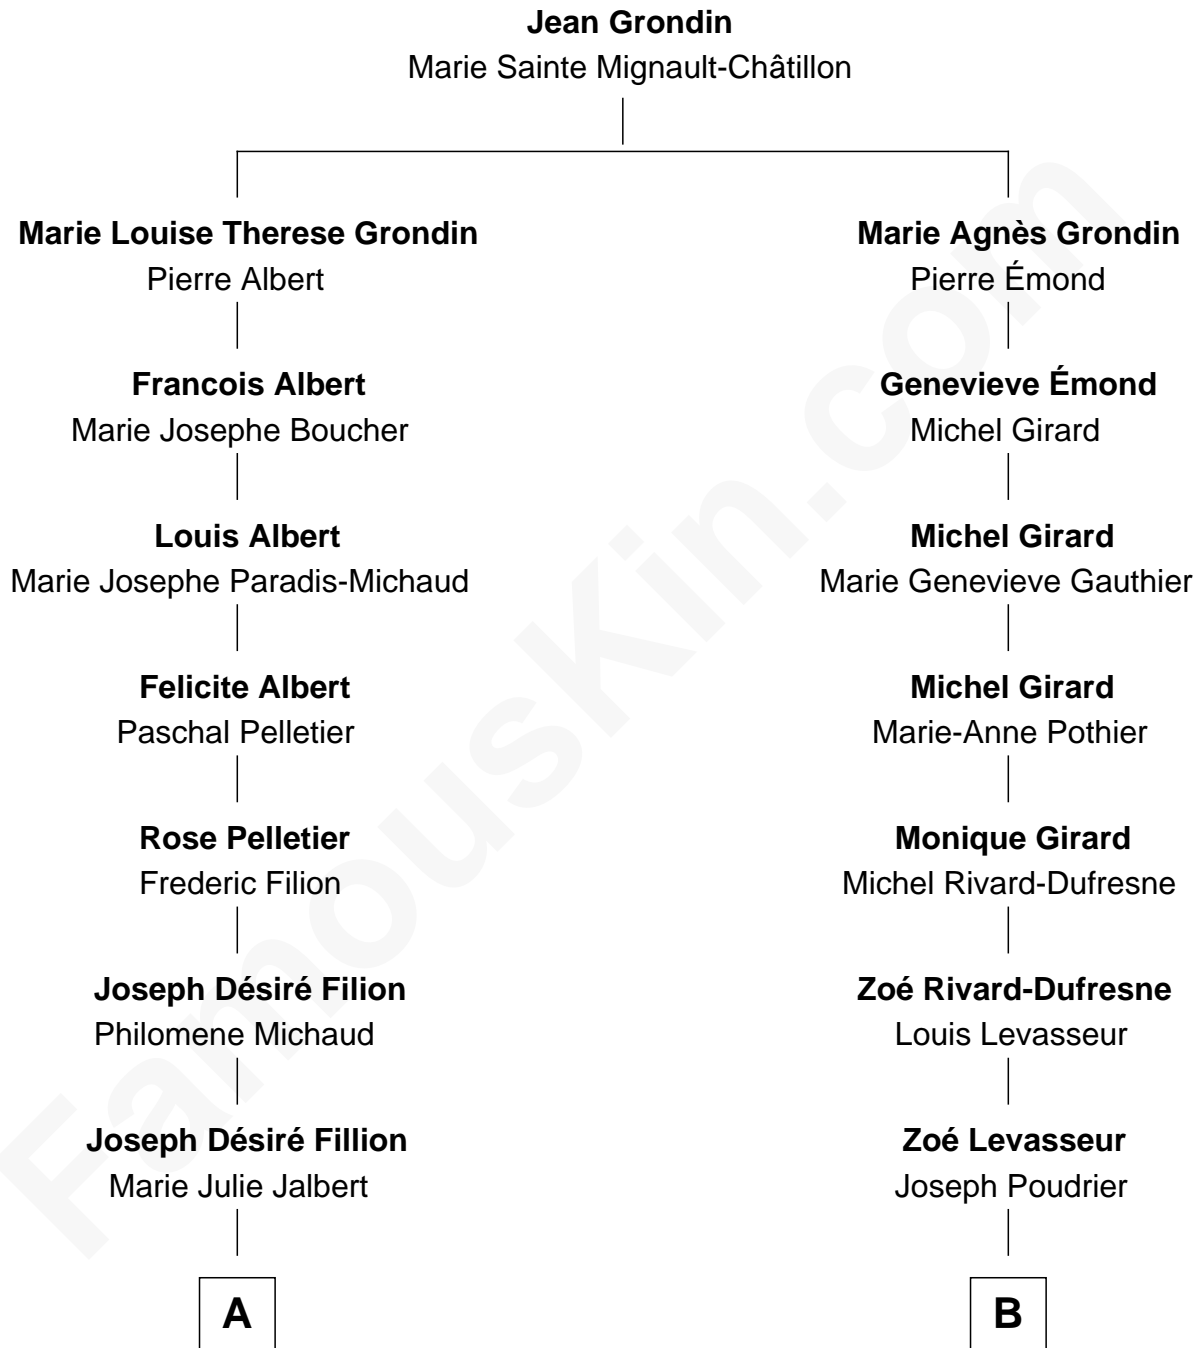 Jean Grondin
Marie Sainte Mignault-Châtillon
Marie Louise Therese Grondin
Pierre Albert
Marie Agnès Grondin
Pierre Émond
Francois Albert
Marie Josephe Boucher
Genevieve Émond
Michel Girard
Louis Albert
Marie Josephe Paradis-Michaud
Michel Girard
Marie Genevieve Gauthier
Felicite Albert
Paschal Pelletier
Michel Girard
Marie-Anne Pothier
Rose Pelletier
Frederic Filion
Monique Girard
Michel Rivard-Dufresne
Joseph Désiré Filion
Philomene Michaud
Zoé Rivard-Dufresne
Louis Levasseur
Joseph Désiré Fillion
Marie Julie Jalbert
Zoé Levasseur
Joseph Poudrier
A
B
FamousKin.com